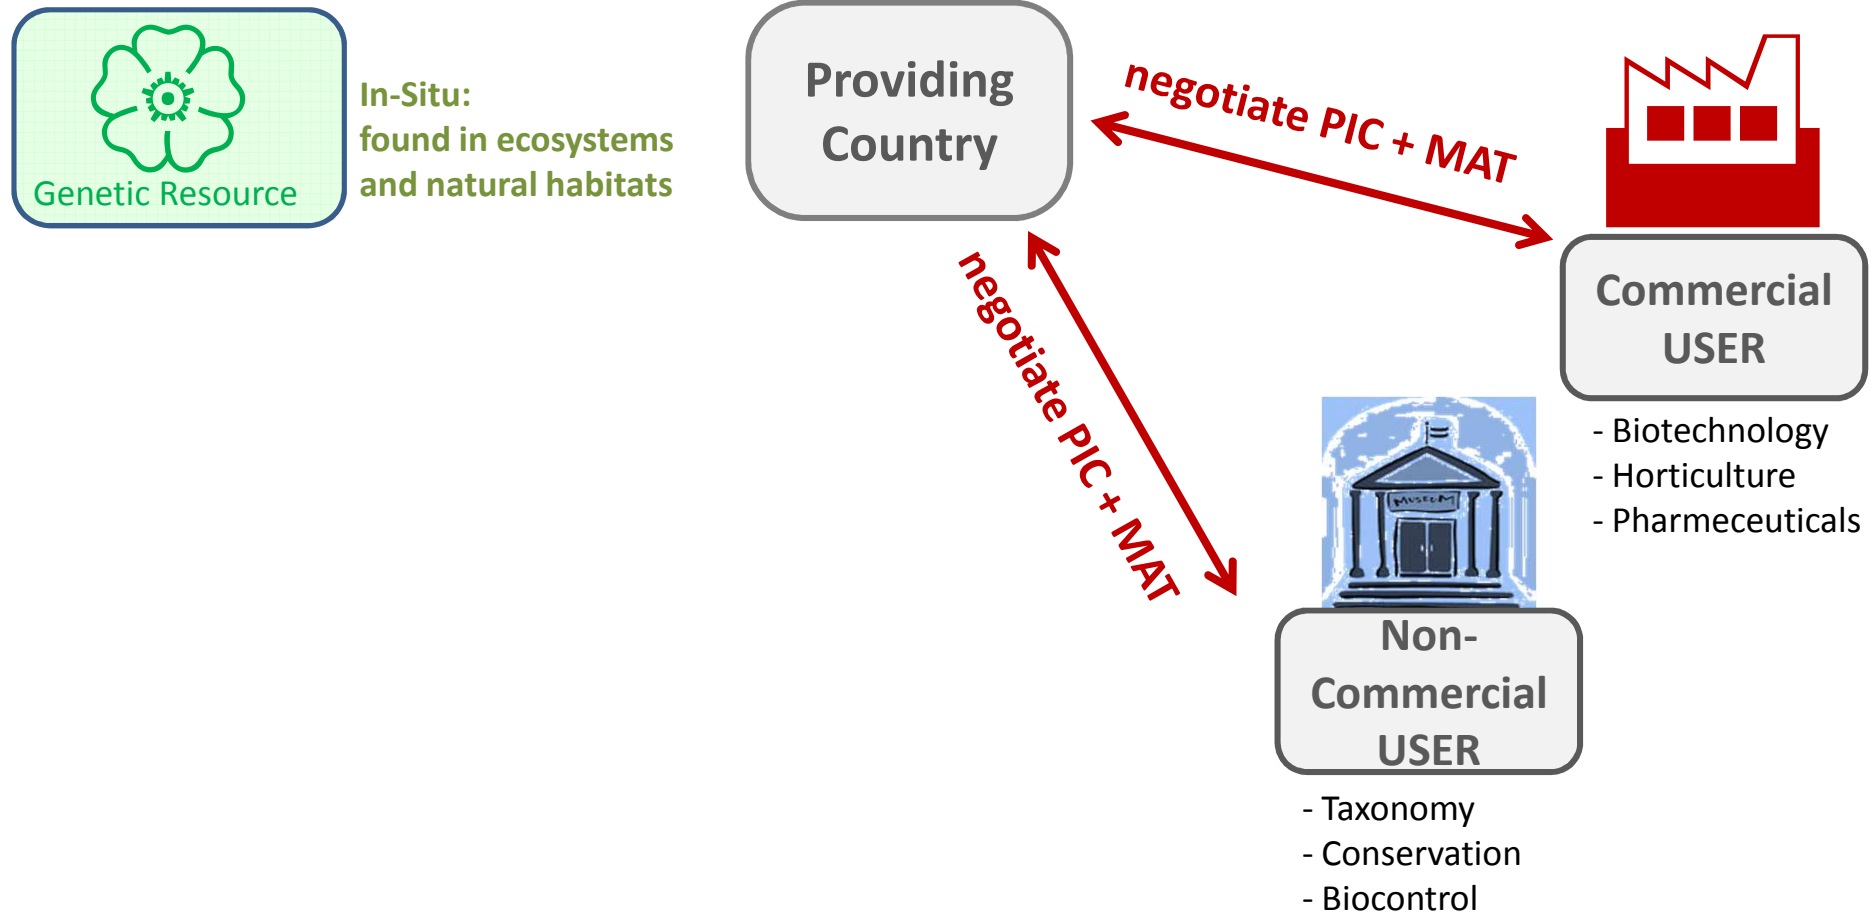 Genetic Resource
In-Situ:
found in ecosystems
and natural habitats
Providing
Country
negotiate PIC + MAT
negotiate PIC + MAT
Commercial
USER
- Biotechnology
- Horticulture
- Pharmeceuticals
MUSEUM
Non-
Commercial
USER
- Taxonomy
- Conservation
- Biocontrol